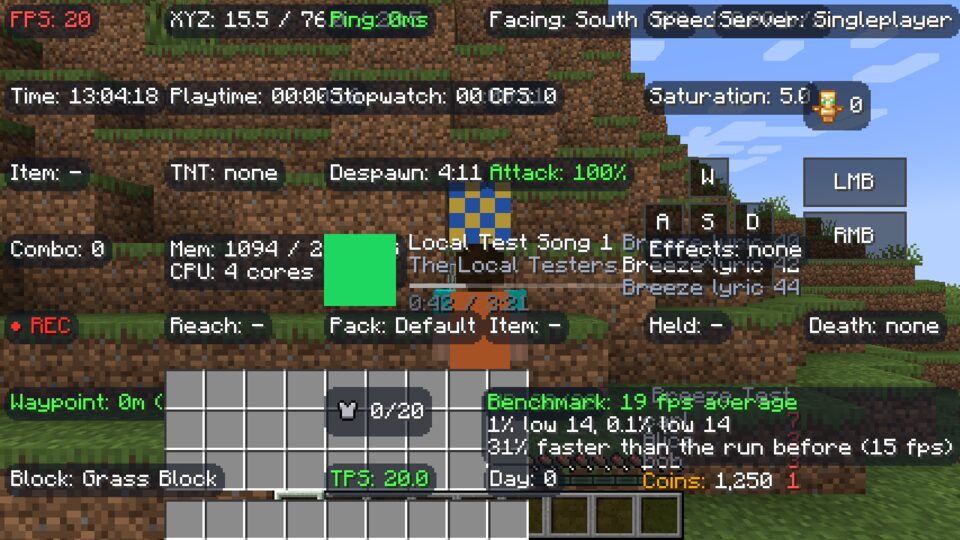 FPS: 20
XYZ: 15.5 / 76
Ping: 0ms
Facing: South
Speed
Server: Singleplayer
Time: 13:04:18
Playtime: 00:00
Stopwatch: 00
CPS: 0
Saturation: 5.0
0
Item: -
TNT: none
Despawn: 4:11
Attack: 100%
W
LMB
A S D
RMB
Combo: 0
Mem: 1094 / 2
CPU: 4 cores
Local Test Song 1
The Local Testers
0:42 / 3:21
Effects: none
Breeze lyric 42
Breeze lyric 44
● REC
Reach: -
Pack: Default
Item: -
Held: -
Death: none
Waypoint: 0m (
0/20
Breeze Test
Benchmark: 19 fps average
1% low 14, 0.1% low 14
31% faster than the run before (15 fps)
Bob
Block: Grass Block
TPS: 20.0
Day: 0
Coins: 1,250
1